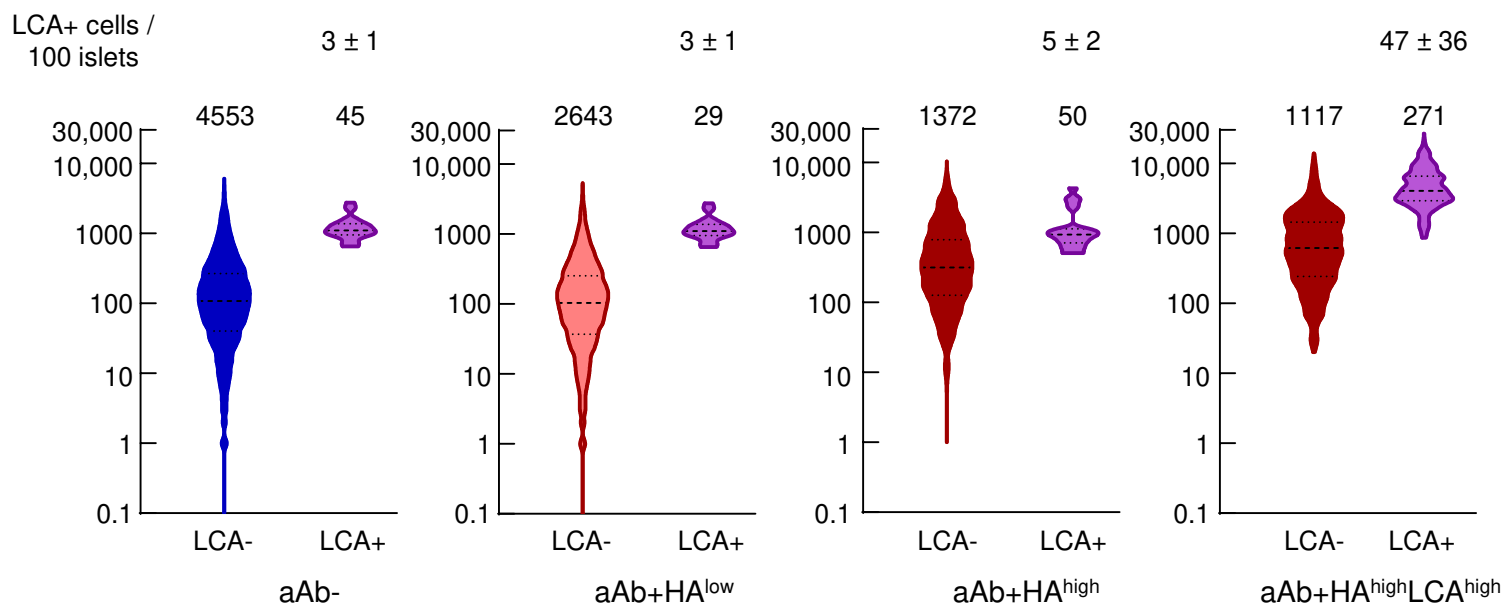 LCA+ cells /
100 islets
3 ± 1
3 ± 1
5 ± 2
47 ± 36
4553
45
2643
29
1372
50
1117
271
30,000
10,000
1000
100
10
1
0.1
30,000
10,000
1000
100
10
1
0.1
30,000
10,000
1000
100
10
1
0.1
30,000
10,000
1000
100
10
1
0.1
LCA-
LCA+
LCA-
LCA+
LCA-
LCA+
LCA-
LCA+
aAb-
aAb+HAlow
aAb+HAhigh
aAb+HAhighLCAhigh